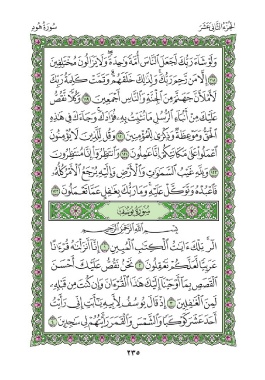 الجزء الثاني عشر
سورة هود
وَلَوْ شَاءَ رَبُّكَ لَجَعَلَ النَّاسَ أُمَّةً وَاحِدَةً وَلَا يَزَالُونَ مُخْتَلِفِينَ
﴿١١٨﴾ إِلَّا مَن رَّحِمَ رَبُّكَ وَلِذَٰلِكَ خَلَقَهُمْ وَتَمَّتْ كَلِمَةُ رَبِّكَ
لَأَمْلَأَنَّ جَهَنَّمَ مِنَ الْجِنَّةِ وَالنَّاسِ أَجْمَعِينَ ﴿١١٩﴾ وَكُلًّا نَّقُصُّ
عَلَيْكَ مِنْ أَنبَاءِ الرُّسُلِ مَا نُثَبِّتُ بِهِ فُؤَادَكَ وَجَاءَكَ فِي هَٰذِهِ
الْحَقُّ وَمَوْعِظَةٌ وَذِكْرَىٰ لِلْمُؤْمِنِينَ ﴿١٢٠﴾ وَقُل لِّلَّذِينَ لَا يُؤْمِنُونَ
اعْمَلُوا عَلَىٰ مَكَانَتِكُمْ إِنَّا عَامِلُونَ ﴿١٢١﴾ وَانتَظِرُوا إِنَّا مُنتَظِرُونَ
﴿١٢٢﴾ وَلِلَّهِ غَيْبُ السَّمَاوَاتِ وَالْأَرْضِ وَإِلَيْهِ يُرْجَعُ الْأَمْرُ كُلُّهُ
فَاعْبُدْهُ وَتَوَكَّلْ عَلَيْهِ وَمَا رَبُّكَ بِغَافِلٍ عَمَّا تَعْمَلُونَ ﴿١٢٣﴾
سورة يوسف
بِسْمِ اللَّهِ الرَّحْمَٰنِ الرَّحِيمِ
الر تِلْكَ آيَاتُ الْكِتَابِ الْمُبِينِ ﴿١﴾ إِنَّا أَنزَلْنَاهُ قُرْآنًا
عَرَبِيًّا لَّعَلَّكُمْ تَعْقِلُونَ ﴿٢﴾ نَحْنُ نَقُصُّ عَلَيْكَ أَحْسَنَ
الْقَصَصِ بِمَا أَوْحَيْنَا إِلَيْكَ هَٰذَا الْقُرْآنَ وَإِن كُنتَ مِن قَبْلِهِ
لَمِنَ الْغَافِلِينَ ﴿٣﴾ إِذْ قَالَ يُوسُفُ لِأَبِيهِ يَا أَبَتِ إِنِّي رَأَيْتُ
أَحَدَ عَشَرَ كَوْكَبًا وَالشَّمْسَ وَالْقَمَرَ رَأَيْتُهُمْ لِي سَاجِدِينَ ﴿٤﴾
٢٣٥